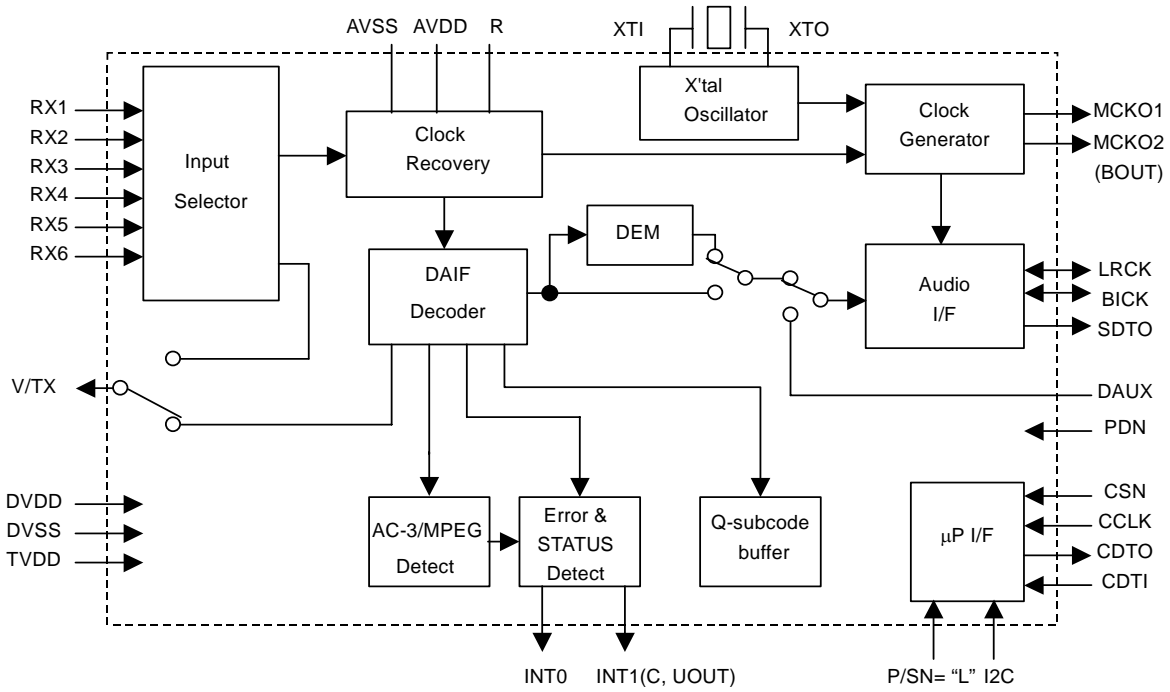 AVSS AVDD R
XTI XTO
X'tal
Oscillator
RX1
RX2
RX3
RX4
RX5
RX6
Input
Selector
Clock
Recovery
Clock
Generator
MCKO1
MCKO2
(BOUT)
DEM
DAIF
Decoder
Audio
I/F
LRCK
BICK
SDTO
V/TX
DAUX
PDN
DVDD
DVSS
TVDD
AC-3/MPEG
Detect
Error &
STATUS
Detect
Q-subcode
buffer
μP I/F
CSN
CCLK
CDTO
CDTI
INT0
INT1(C, UOUT)
P/SN= “L” I2C